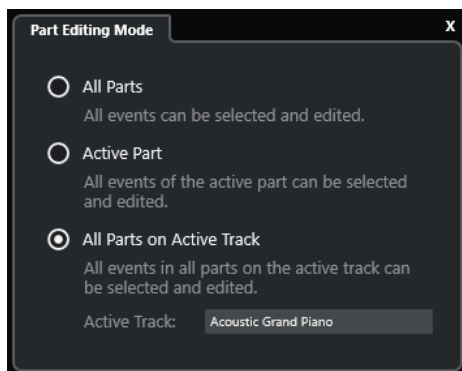 Part Editing Mode X
All Parts
All events can be selected and edited.
Active Part
All events of the active part can be selected
and edited.
All Parts on Active Track
All events in all parts on the active track can
be selected and edited.
Active Track: Acoustic Grand Piano